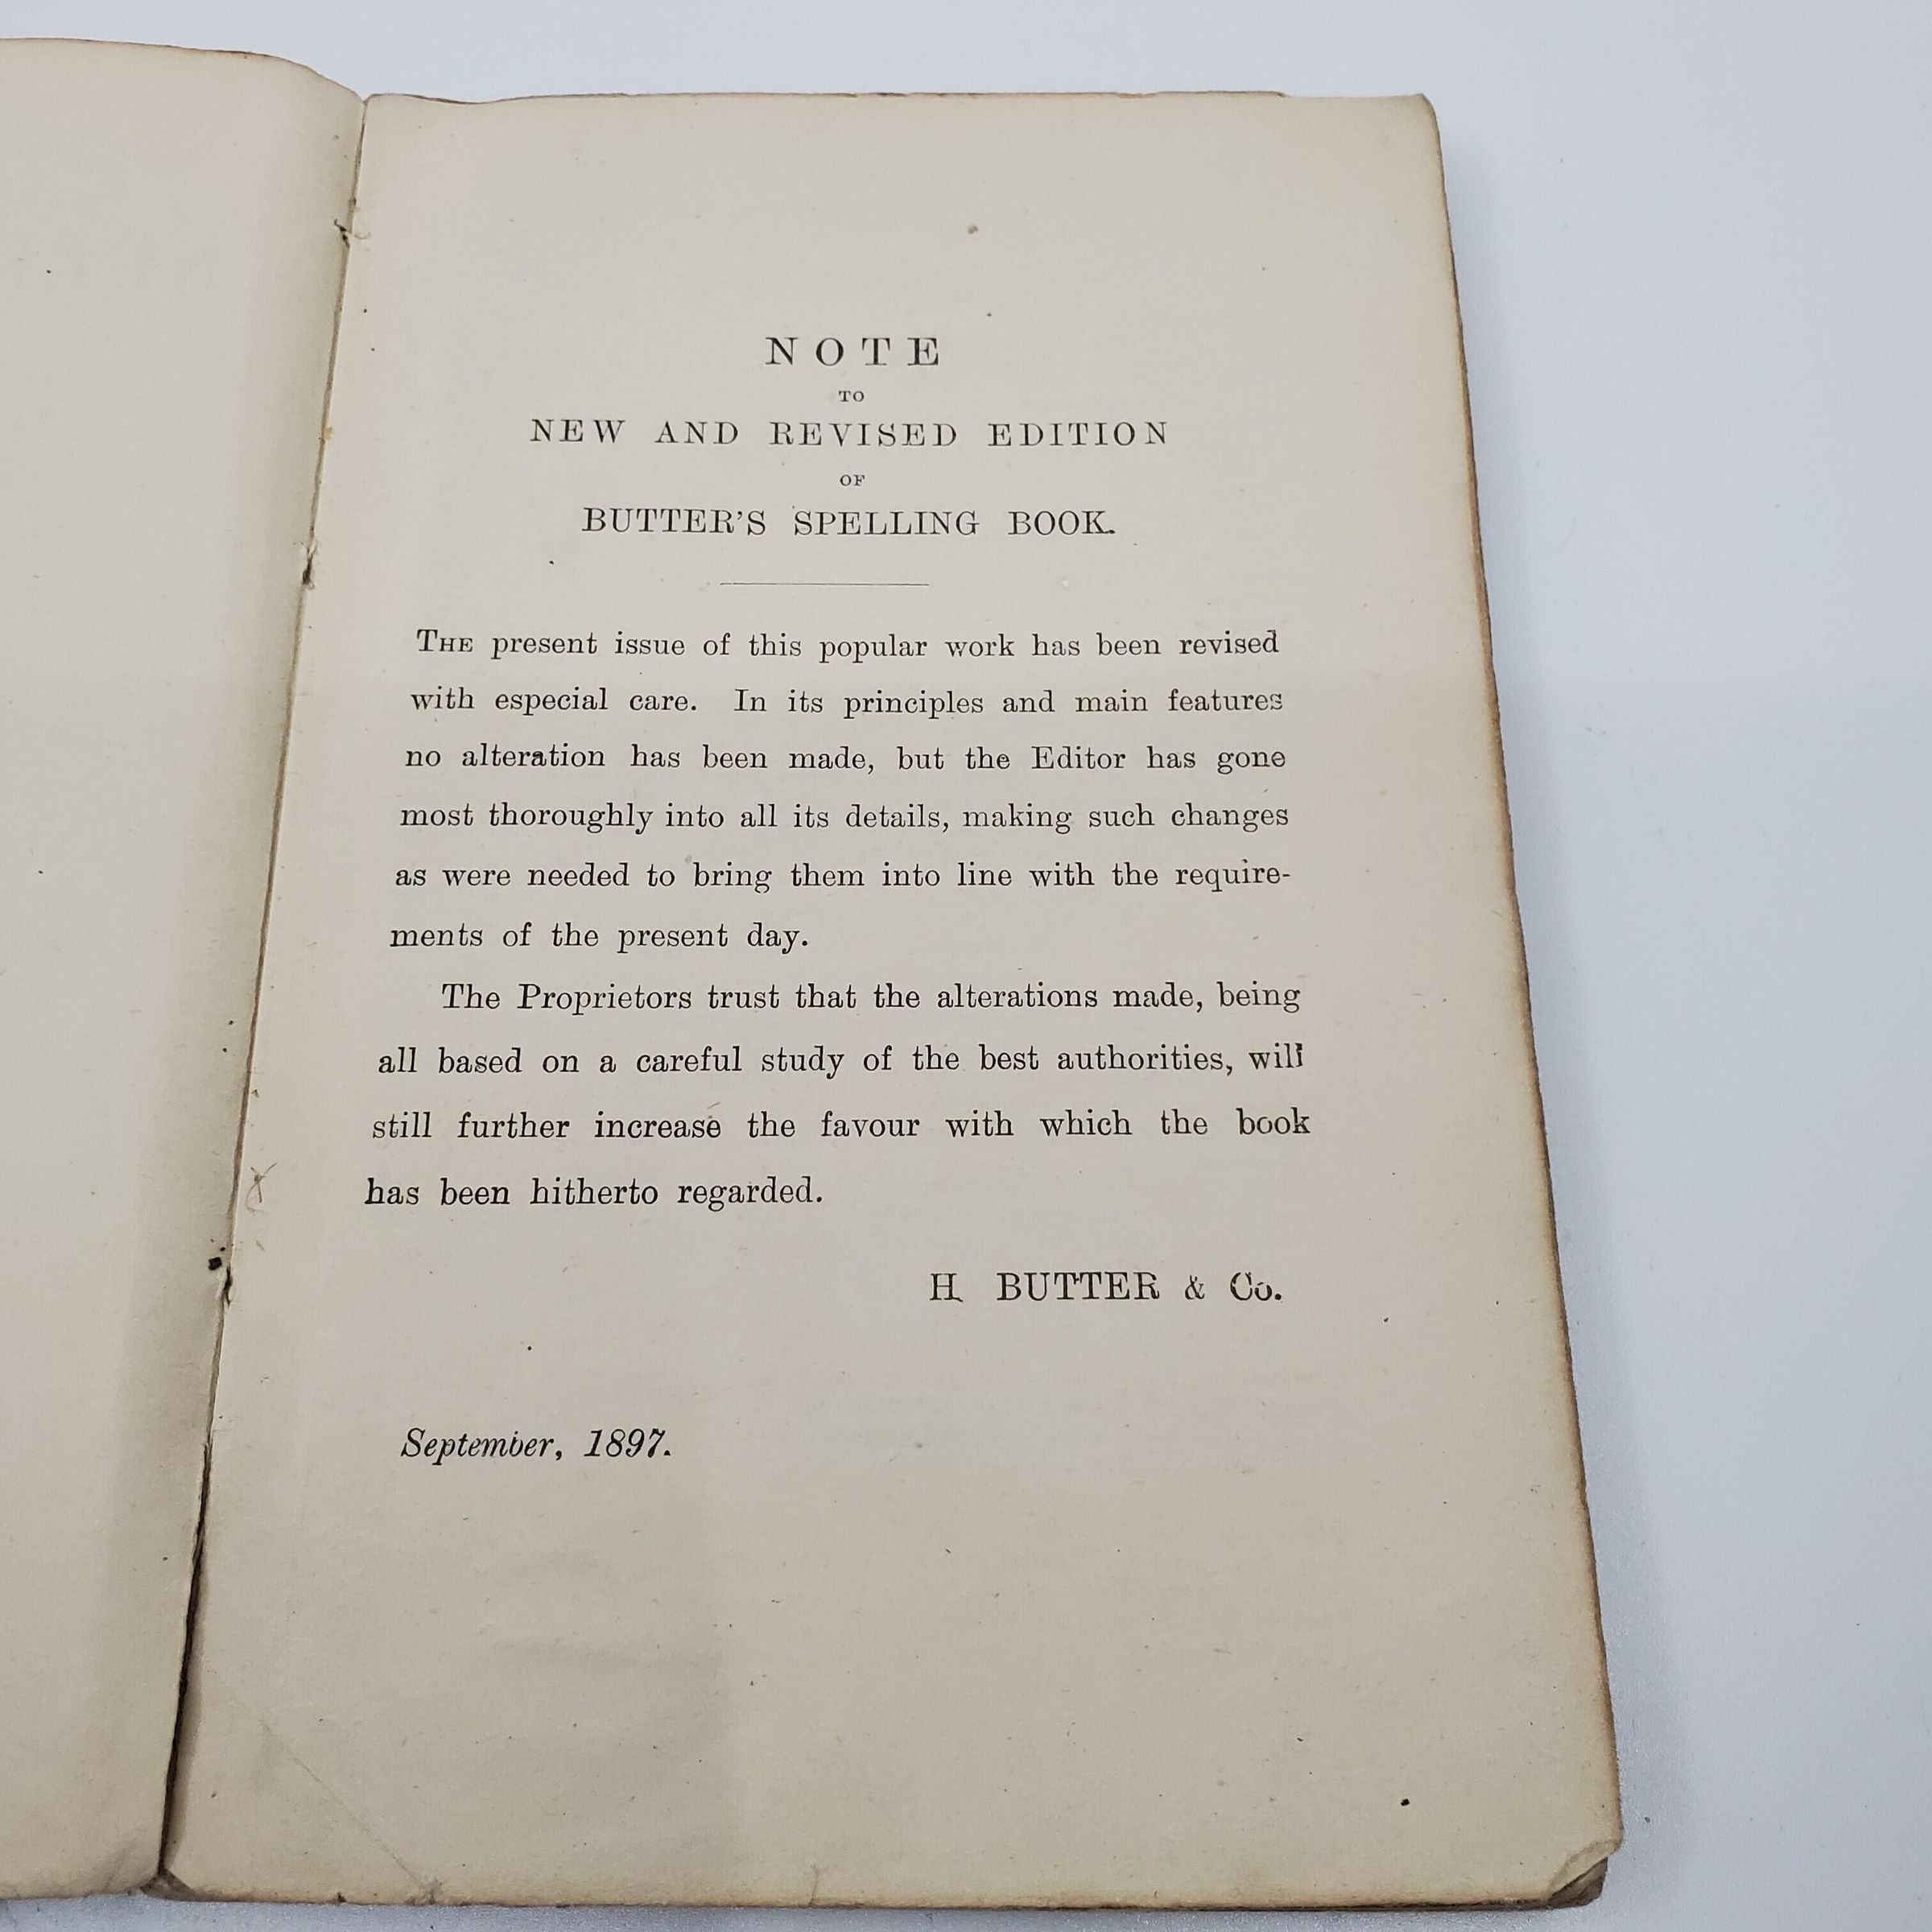 NOTE
TO
NEW AND REVISED EDITION
OF
BUTTER'S SPELLING BOOK.
THE present issue of this popular work has been revised
with especial care. In its principles and main features
no alteration has been made, but the Editor has gone
most thoroughly into all its details, making such changes
as were needed to bring them into line with the require-
ments of the present day.
The Proprietors trust that the alterations made, being
all based on a careful study of the best authorities, will
still further increase the favour with which the book
has been hitherto regarded.
H. BUTTER & Co.
September, 1897.